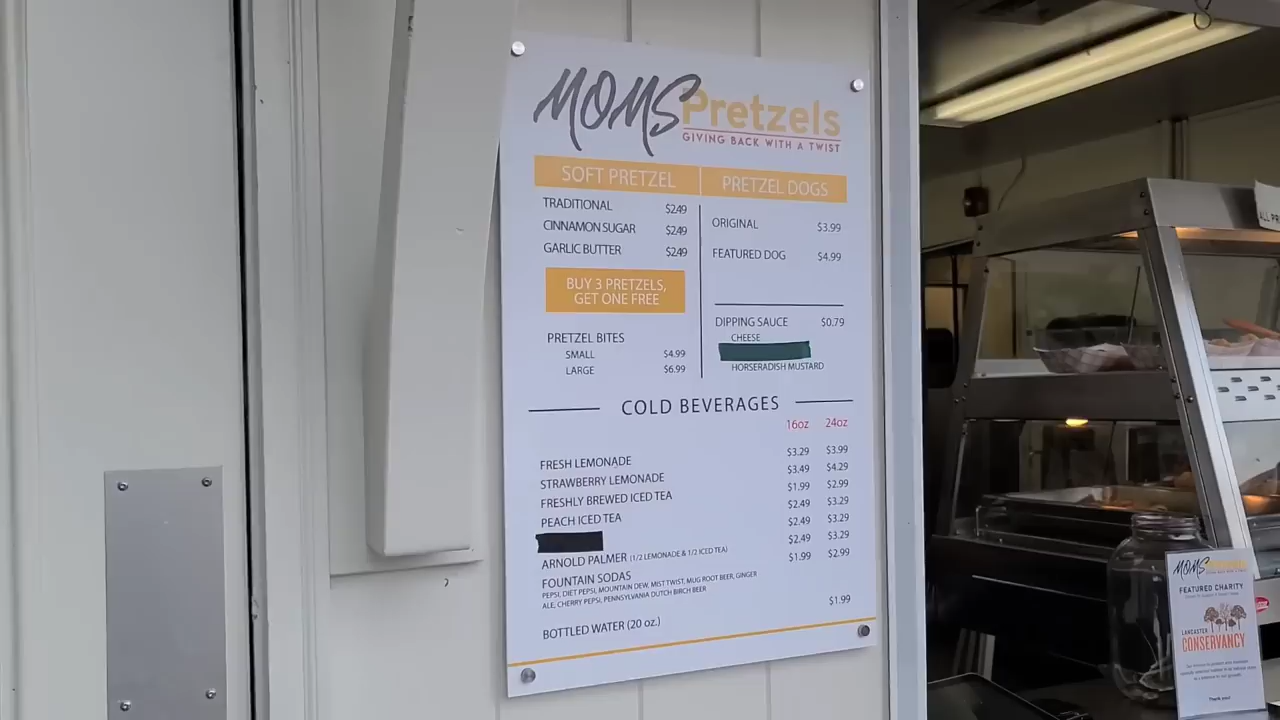 MOMS Pretzels
GIVING BACK WITH A TWIST
SOFT PRETZEL
TRADITIONAL $2.49
CINNAMON SUGAR $2.49
GARLIC BUTTER $2.49
BUY 3 PRETZELS,
GET ONE FREE
PRETZEL BITES
SMALL $4.99
LARGE $6.99
PRETZEL DOGS
ORIGINAL $3.99
FEATURED DOG $4.99
DIPPING SAUCE $0.79
CHEESE
HORSERADISH MUSTARD
COLD BEVERAGES
16oz 24oz
FRESH LEMONADE $3.29 $3.99
STRAWBERRY LEMONADE $3.49 $4.29
FRESHLY BREWED ICED TEA $1.99 $2.99
PEACH ICED TEA $2.49 $3.29
$2.49 $3.29
ARNOLD PALMER (1/2 LEMONADE & 1/2 ICED TEA) $2.49 $3.29
FOUNTAIN SODAS $1.99 $2.99
PEPSI, DIET PEPSI, MOUNTAIN DEW, MIST TWIST, MUG ROOT BEER, GINGER
ALE, CHERRY PEPSI, PENNSYLVANIA DUTCH BIRCH BEER
BOTTLED WATER (20 oz.) $1.99
ALL PR
MOMS
FEATURED CHARITY
LANCASTER
CONSERVANCY
Thank you!